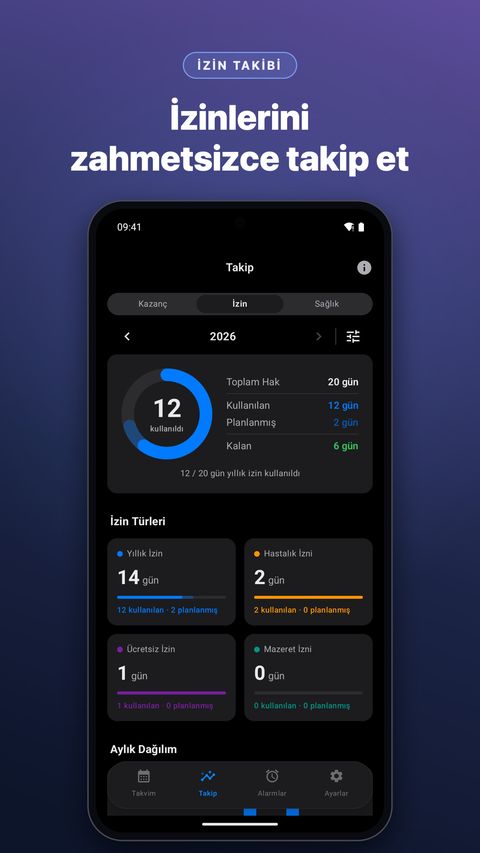 İZİN TAKİBİ
İzinlerini
zahmetsizce takip et
09:41
Takip
Kazanç İzin Sağlık
2026
12
kullanıldı
Toplam Hak 20 gün
Kullanılan 12 gün
Planlanmış 2 gün
Kalan 6 gün
12 / 20 gün yıllık izin kullanıldı
İzin Türleri
Yıllık İzin
14 gün
12 kullanılan · 2 planlanmış
Hastalık İzni
2 gün
2 kullanılan · 0 planlanmış
Ücretsiz İzin
1 gün
1 kullanılan · 0 planlanmış
Mazeret İzni
0 gün
0 kullanılan · 0 planlanmış
Aylık Dağılım
Takvim Takip Alarmlar Ayarlar